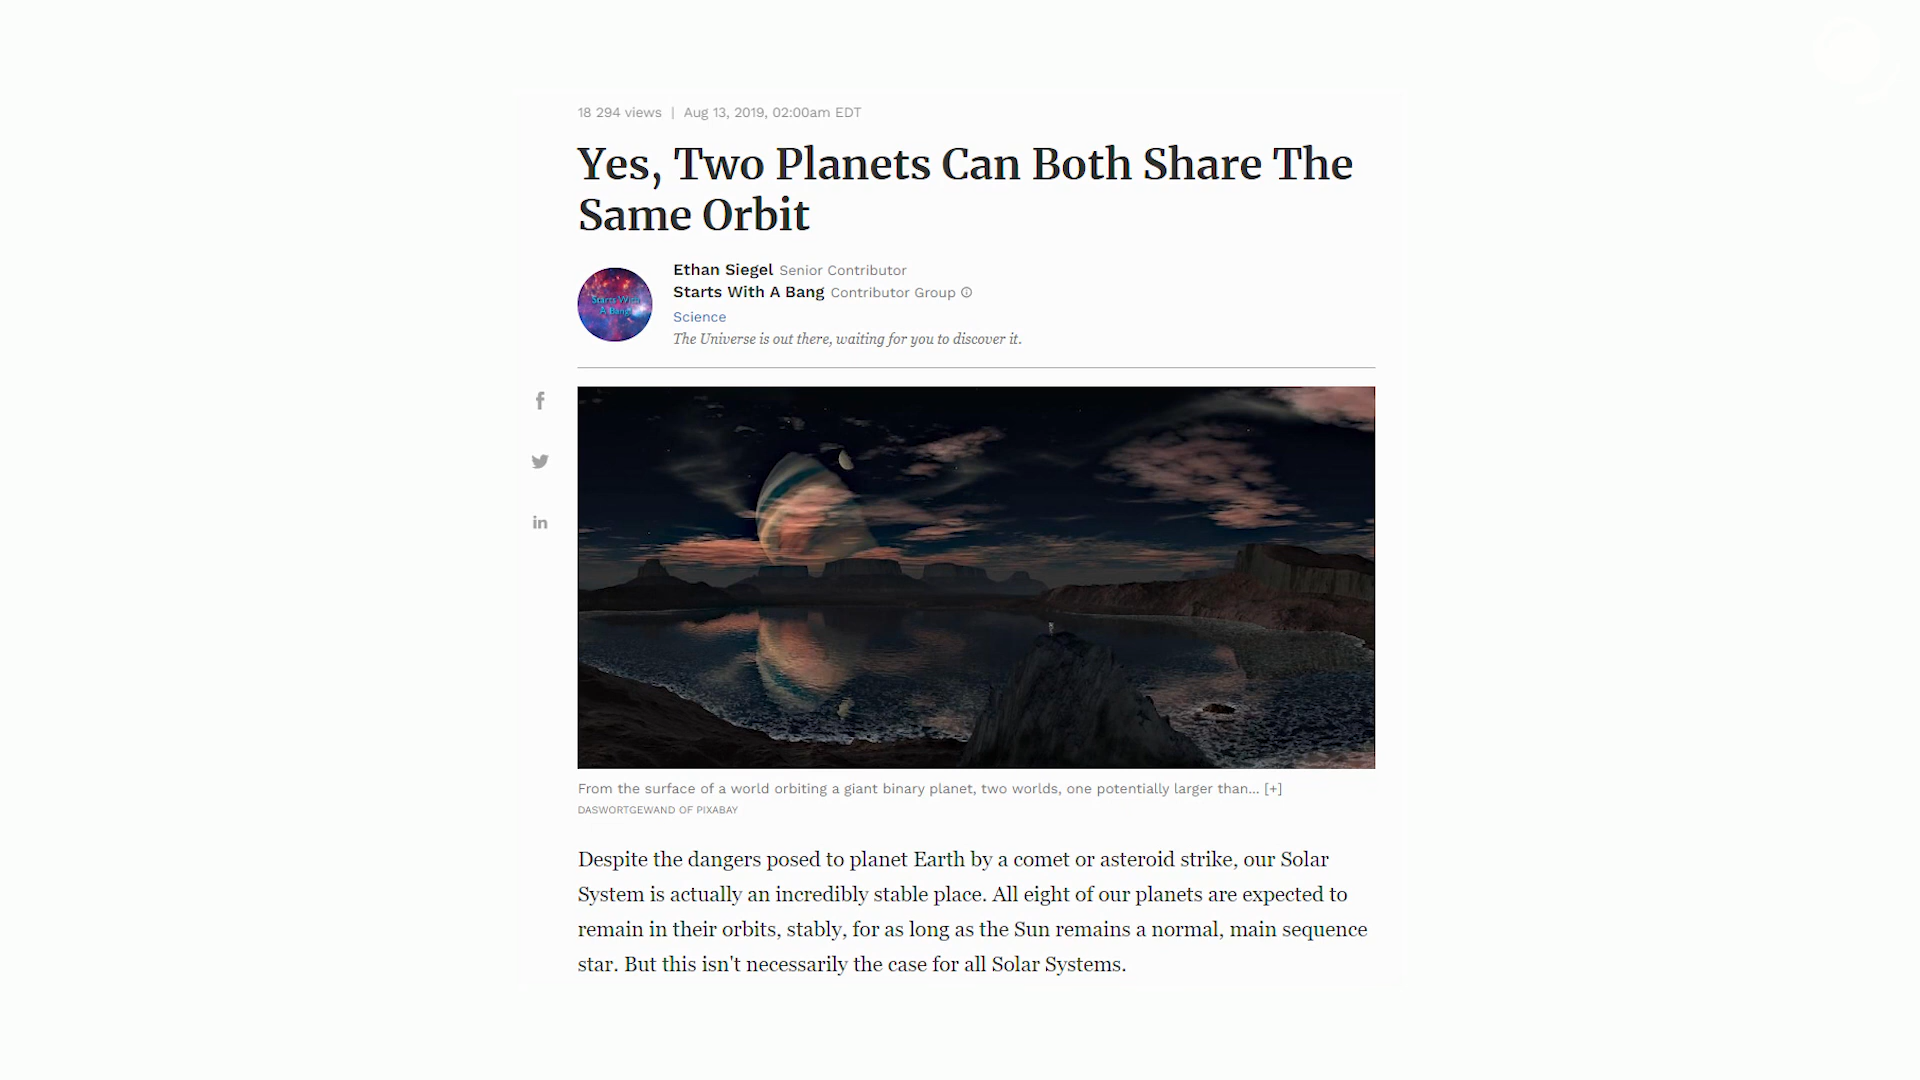 18 294 views | Aug 13, 2019, 02:00am EDT
Yes, Two Planets Can Both Share The
Same Orbit
Ethan Siegel Senior Contributor
Starts With A Bang Contributor Group
Science
The Universe is out there, waiting for you to discover it.
Starts With
A Bang!
From the surface of a world orbiting a giant binary planet, two worlds, one potentially larger than... [+]
DASWORTGEWAND OF PIXABAY
Despite the dangers posed to planet Earth by a comet or asteroid strike, our Solar
System is actually an incredibly stable place. All eight of our planets are expected to
remain in their orbits, stably, for as long as the Sun remains a normal, main sequence
star. But this isn't necessarily the case for all Solar Systems.